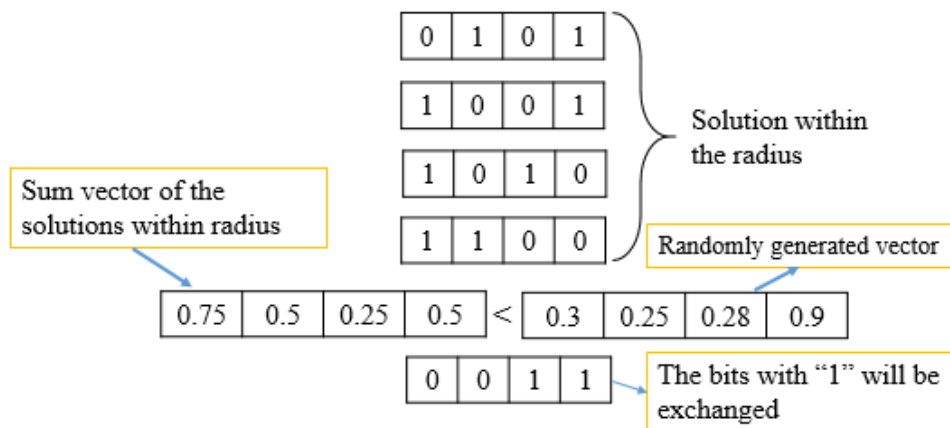 0 1 0 1
1 0 0 1
Solution within
the radius
1 0 1 0
Sum vector of the
solutions within radius
1 1 0 0
Randomly generated vector
0.75 0.5 0.25 0.5 < 0.3 0.25 0.28 0.9
0 0 1 1
The bits with “1” will be
exchanged